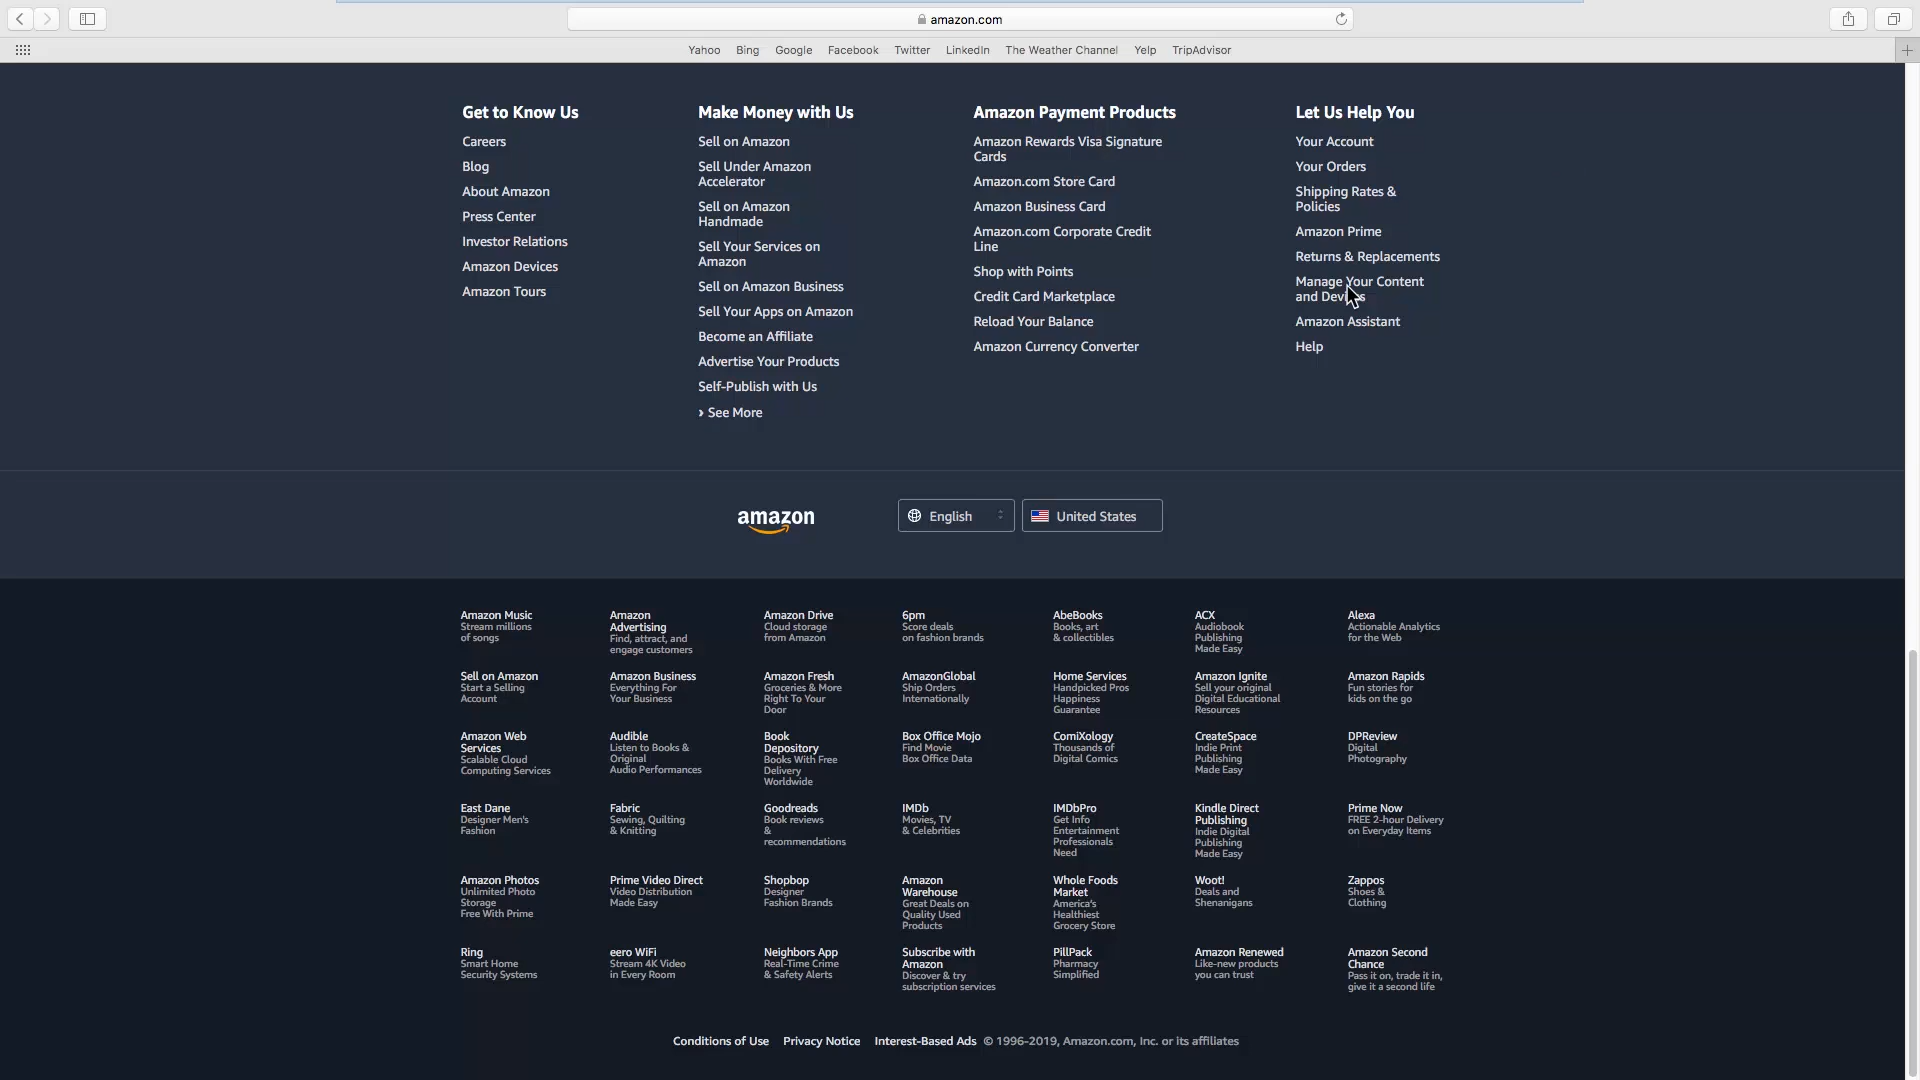 amazon.com
Yahoo Bing Google Facebook Twitter LinkedIn The Weather Channel Yelp TripAdvisor
Get to Know Us
Careers
Blog
About Amazon
Press Center
Investor Relations
Amazon Devices
Amazon Tours
Make Money with Us
Sell on Amazon
Sell Under Amazon
Accelerator
Sell on Amazon
Handmade
Sell Your Services on
Amazon
Sell on Amazon Business
Sell Your Apps on Amazon
Become an Affiliate
Advertise Your Products
Self-Publish with Us
› See More
Amazon Payment Products
Amazon Rewards Visa Signature
Cards
Amazon.com Store Card
Amazon Business Card
Amazon.com Corporate Credit
Line
Shop with Points
Credit Card Marketplace
Reload Your Balance
Amazon Currency Converter
Let Us Help You
Your Account
Your Orders
Shipping Rates &
Policies
Amazon Prime
Returns & Replacements
Manage Your Content
and Devices
Amazon Assistant
Help
amazon
English
United States
Amazon Music
Stream millions
of songs
Amazon
Advertising
Find, attract, and
engage customers
Amazon Drive
Cloud storage
from Amazon
6pm
Score deals
on fashion brands
AbeBooks
Books, art
& collectibles
ACX
Audiobook
Publishing
Made Easy
Alexa
Actionable Analytics
for the Web
Sell on Amazon
Start a Selling
Account
Amazon Business
Everything For
Your Business
Amazon Fresh
Groceries & More
Right To Your
Door
AmazonGlobal
Ship Orders
Internationally
Home Services
Handpicked Pros
Happiness
Guarantee
Amazon Ignite
Sell your original
Digital Educational
Resources
Amazon Rapids
Fun stories for
kids on the go
Amazon Web
Services
Scalable Cloud
Computing Services
Audible
Listen to Books &
Original
Audio Performances
Book
Depository
Books With Free
Delivery
Worldwide
Box Office Mojo
Find Movie
Box Office Data
ComiXology
Thousands of
Digital Comics
CreateSpace
Indie Print
Publishing
Made Easy
DPReview
Digital
Photography
East Dane
Designer Men's
Fashion
Fabric
Sewing, Quilting
& Knitting
Goodreads
Book reviews
&
recommendations
IMDb
Movies, TV
& Celebrities
IMDbPro
Get Info
Entertainment
Professionals
Need
Kindle Direct
Publishing
Indie Digital
Publishing
Made Easy
Prime Now
FREE 2-hour Delivery
on Everyday Items
Amazon Photos
Unlimited Photo
Storage
Free With Prime
Prime Video Direct
Video Distribution
Made Easy
Shopbop
Designer
Fashion Brands
Amazon
Warehouse
Great Deals on
Quality Used
Products
Whole Foods
Market
America's
Healthiest
Grocery Store
Woot!
Deals and
Shenanigans
Zappos
Shoes &
Clothing
Ring
Smart Home
Security Systems
eero WiFi
Stream 4K Video
in Every Room
Neighbors App
Real-Time Crime
& Safety Alerts
Subscribe with
Amazon
Discover & try
subscription services
PillPack
Pharmacy
Simplified
Amazon Renewed
Like-new products
you can trust
Amazon Second
Chance
Pass it on, trade it in,
give it a second life
Conditions of Use Privacy Notice Interest-Based Ads © 1996-2019, Amazon.com, Inc. or its affiliates